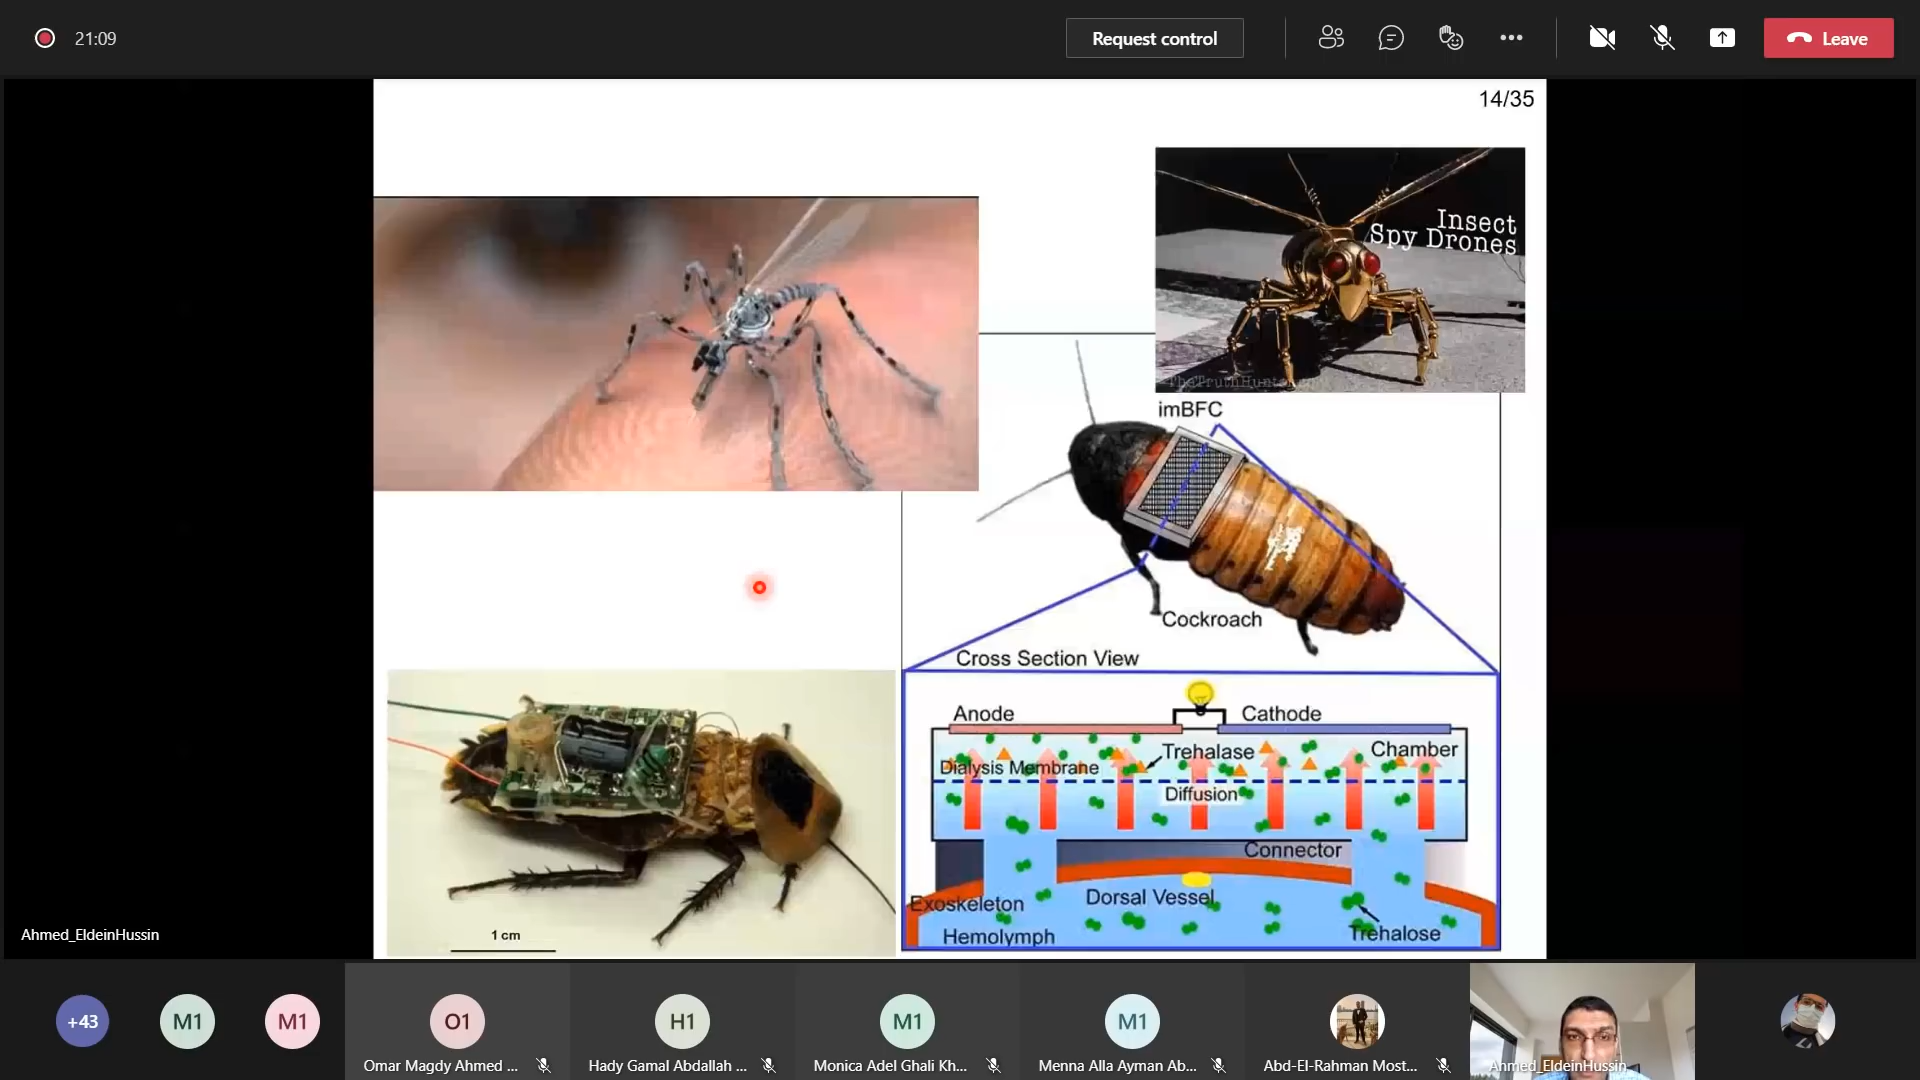 21:09
Request control
Leave
14/35
Insect
Spy Drones
TheTruthHunter
imBFC
Cockroach
Cross Section View
Anode
Cathode
Trehalase
Chamber
Dialysis Membrane
Diffusion
Connector
Dorsal Vessel
Exoskeleton
Hemolymph
Trehalose
1 cm
Ahmed_EldeinHussin
+43
M1
M1
O1
H1
M1
M1
Omar Magdy Ahmed ...
Hady Gamal Abdallah ...
Monica Adel Ghali Kh...
Menna Alla Ayman Ab...
Abd-El-Rahman Most...
Ahmed_EldeinHussin